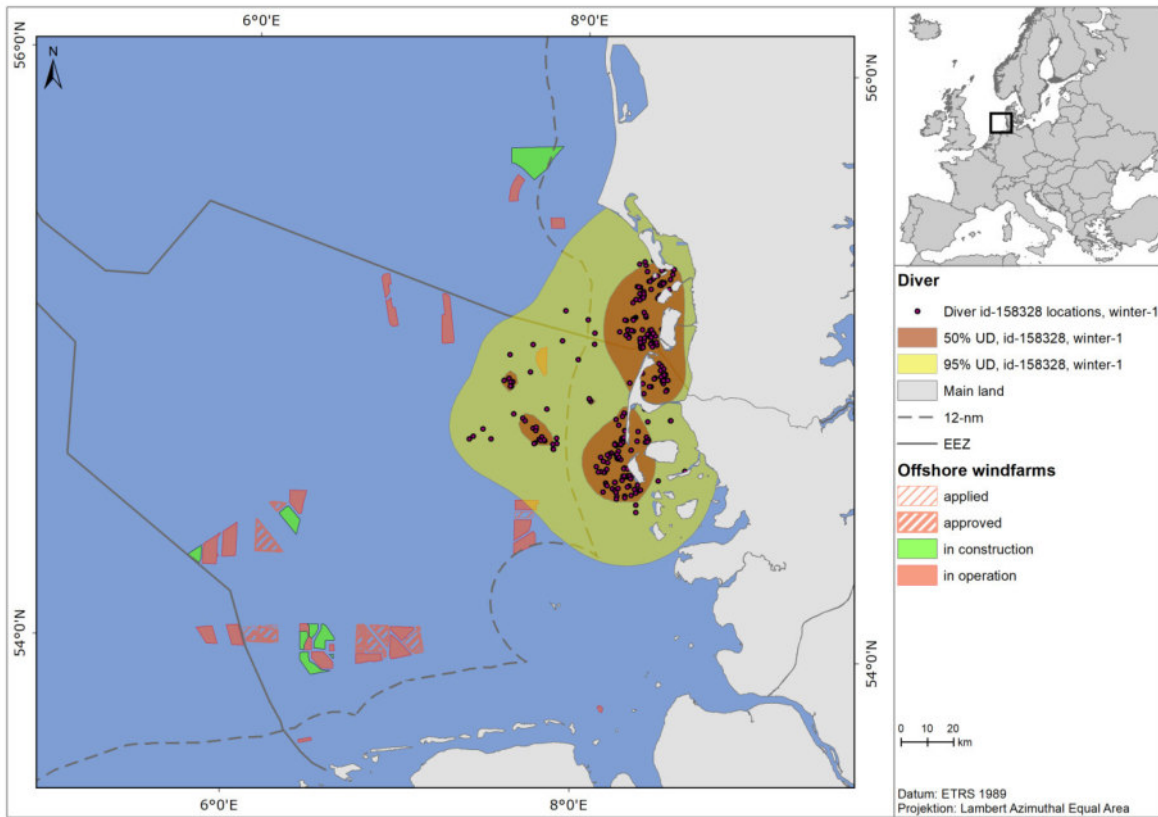 6°0'E
8°0'E
56°0'N
56°0'N
N
54°0'N
54°0'N
6°0'E
8°0'E
Diver
Diver id-158328 locations, winter-1
50% UD, id-158328, winter-1
95% UD, id-158328, winter-1
Main land
12-nm
EEZ
Offshore windfarms
applied
approved
in construction
in operation
0 10 20
km
Datum: ETRS 1989
Projektion: Lambert Azimuthal Equal Area